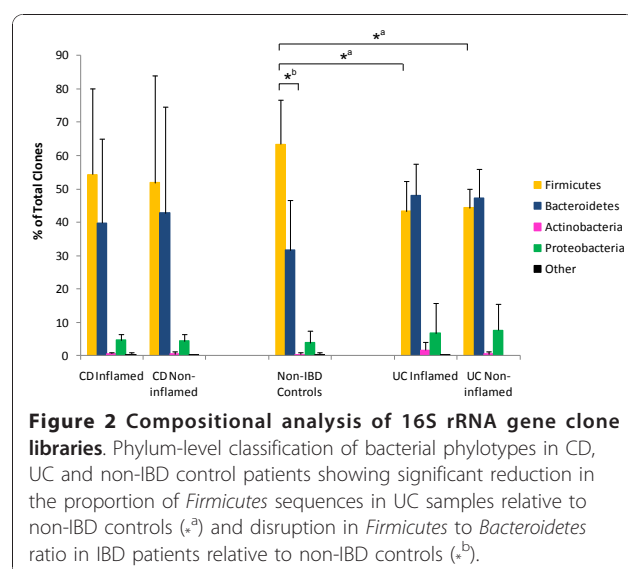 90
80
70
60
50
40
30
20
10
0
% of Total Clones
*a
*a
*b
Firmicutes
Bacteroidetes
Actinobacteria
Proteobacteria
Other
CD Inflamed
CD Non-
inflamed
Non-IBD
Controls
UC Inflamed
UC Non-
inflamed
Figure 2 Compositional analysis of 16S rRNA gene clone
libraries. Phylum-level classification of bacterial phylotypes in CD,
UC and non-IBD control patients showing significant reduction in
the proportion of Firmicutes sequences in UC samples relative to
non-IBD controls (*a) and disruption in Firmicutes to Bacteroidetes
ratio in IBD patients relative to non-IBD controls (*b).